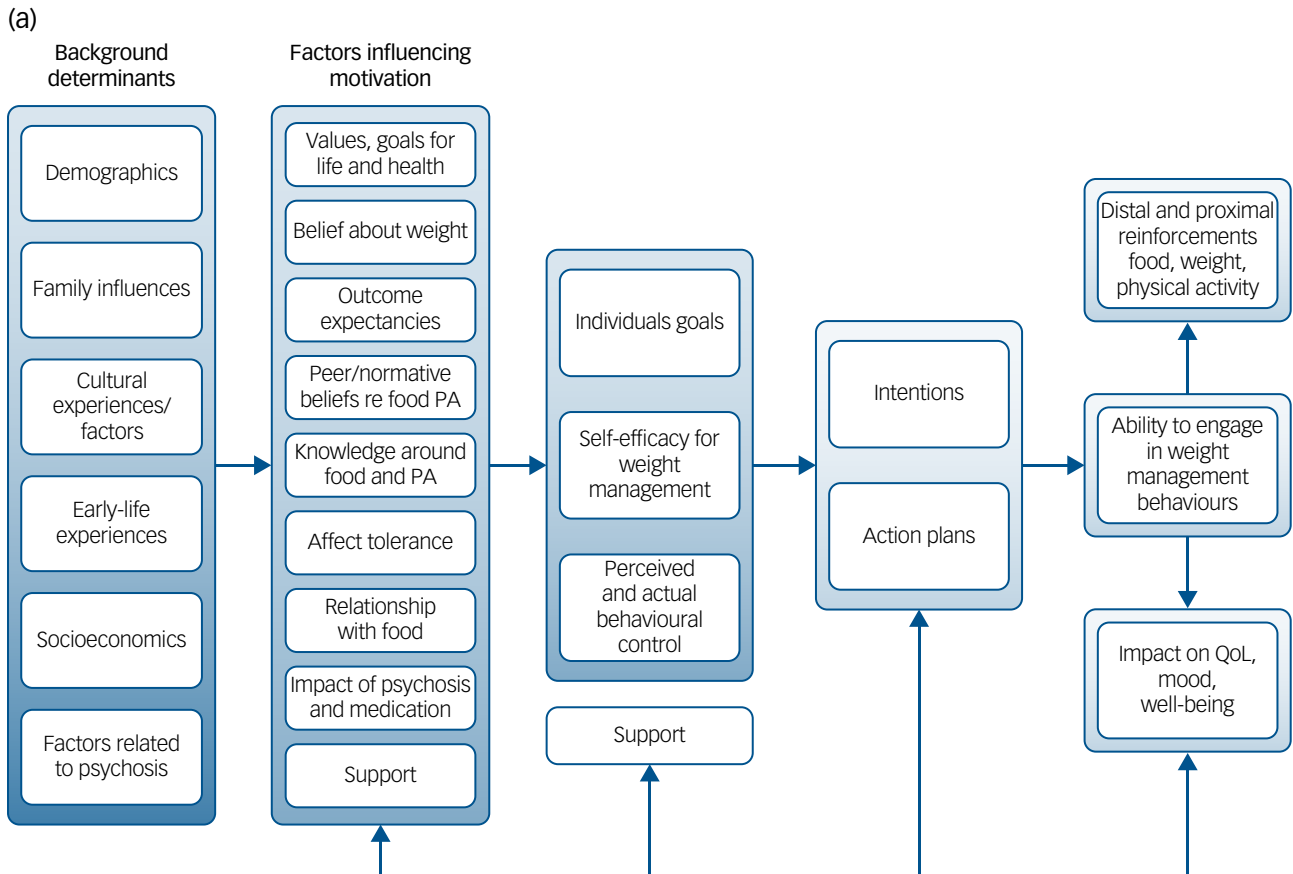 (a)
Background
determinants
Demographics
Family influences
Cultural
experiences/
factors
Early-life
experiences
Socioeconomics
Factors related
to psychosis
Factors influencing
motivation
Values, goals for
life and health
Belief about weight
Outcome
expectancies
Peer/normative
beliefs re food PA
Knowledge around
food and PA
Affect tolerance
Relationship
with food
Impact of psychosis
and medication
Support
Individuals goals
Self-efficacy for
weight
management
Perceived
and actual
behavioural
control
Support
Intentions
Action plans
Distal and proximal
reinforcements
food, weight,
physical activity
Ability to engage
in weight
management
behaviours
Impact on QoL,
mood,
well-being